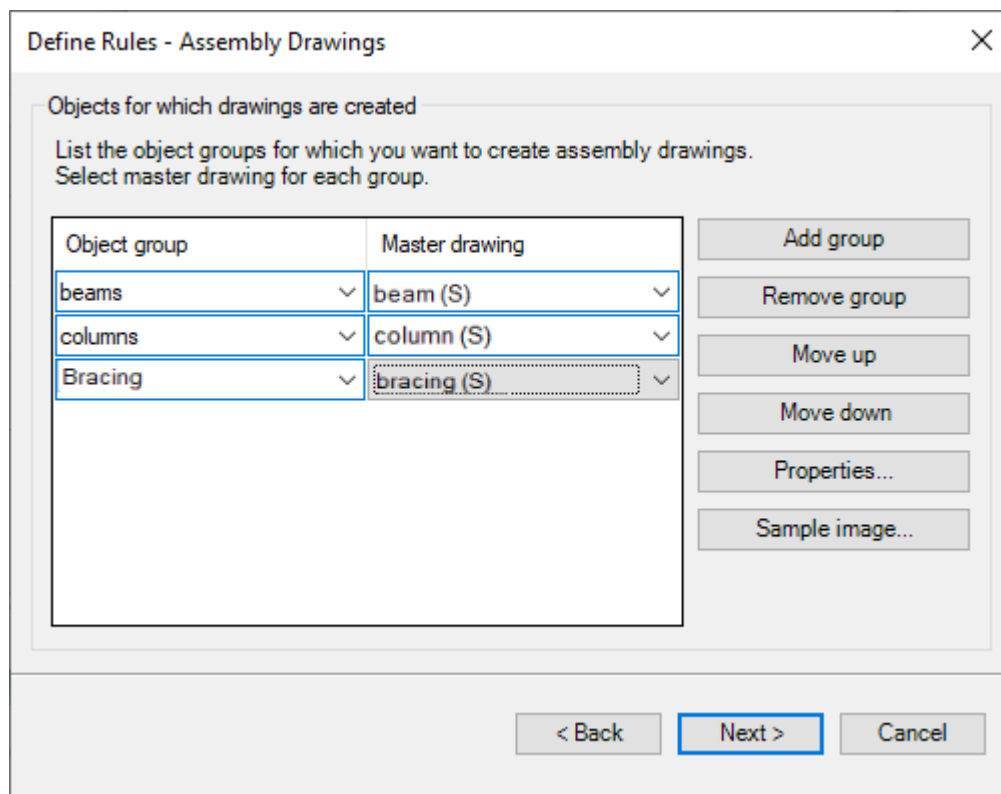 Define Rules - Assembly Drawings
Objects for which drawings are created
List the object groups for which you want to create assembly drawings.
Select master drawing for each group.
Object group Master drawing
beams beam (S)
columns column (S)
Bracing bracing (S)
Add group
Remove group
Move up
Move down
Properties...
Sample image...
< Back Next > Cancel